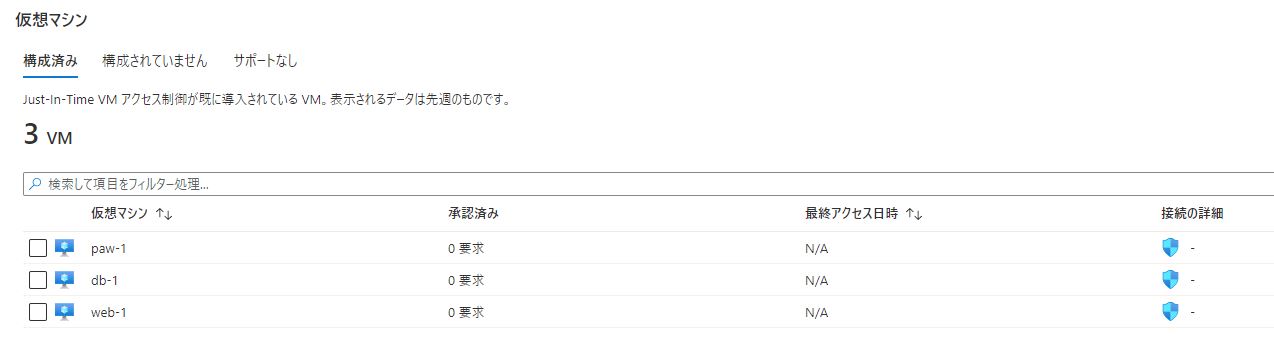 仮想マシン
構成済み 構成されていません サポートなし
Just-In-Time VM アクセス制御が既に導入されている VM。表示されるデータは先週のものです。
3 VM
検索して項目をフィルター処理...
仮想マシン ↑↓ 承認済み 最終アクセス日時 ↑↓ 接続の詳細
paw-1 0 要求 N/A -
db-1 0 要求 N/A -
web-1 0 要求 N/A -